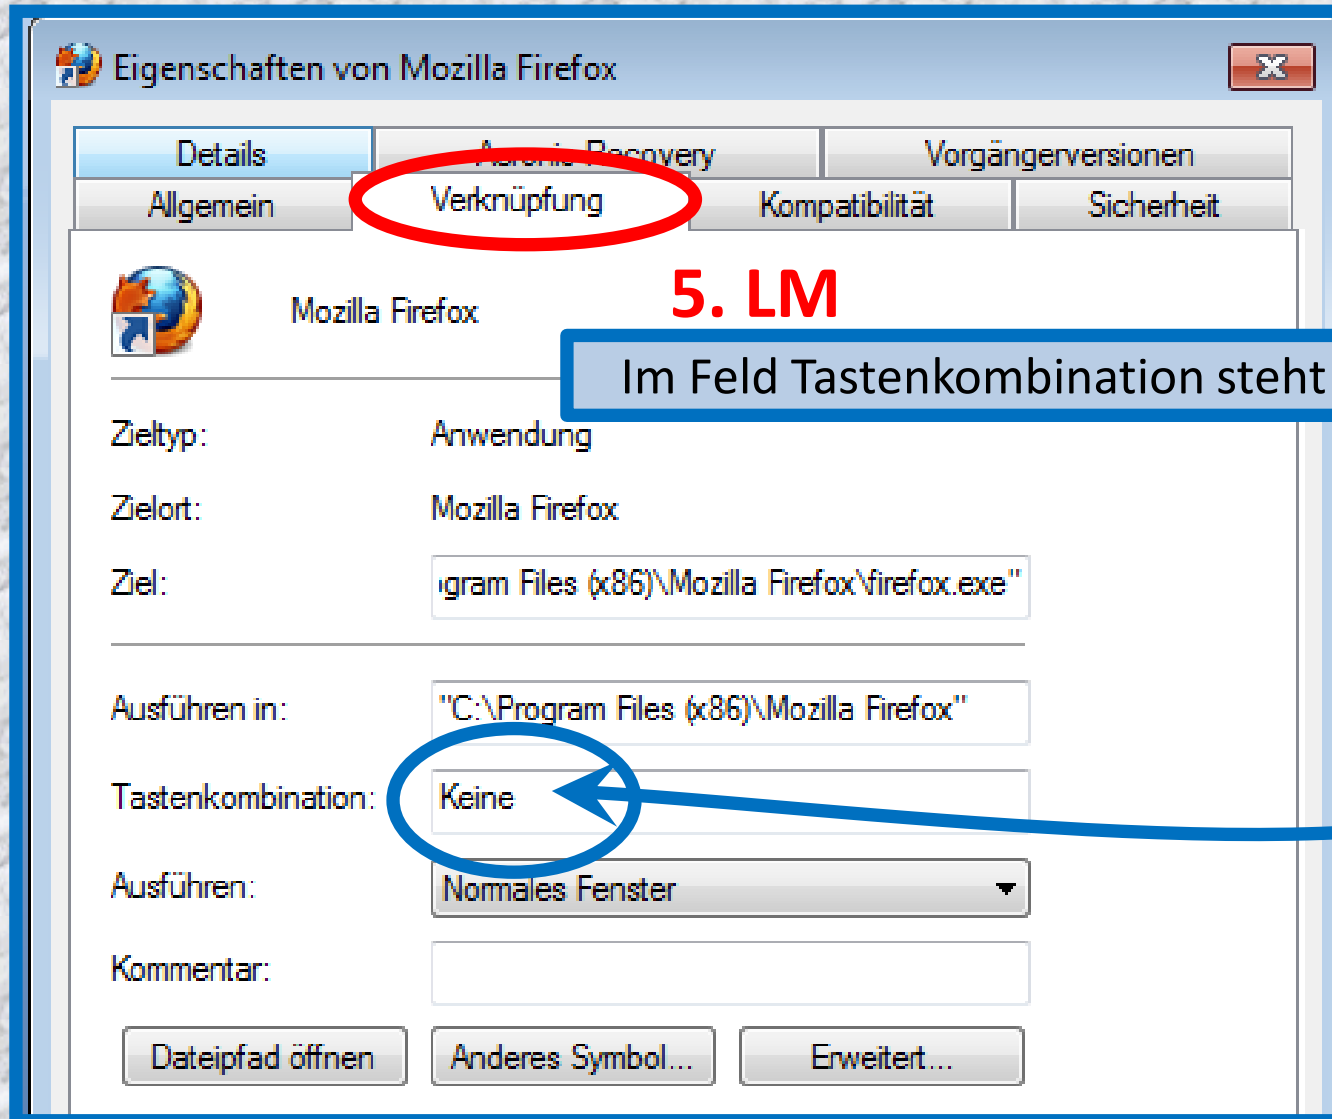 Eigenschaften von Mozilla Firefox
Details Acronis Recovery Vorgängerversionen
Allgemein Verknüpfung Kompatibilität Sicherheit
5. LM
Mozilla Firefox
Im Feld Tastenkombination steht
Zieltyp: Anwendung
Zielort: Mozilla Firefox
Ziel: gram Files (x86)\Mozilla Firefox\firefox.exe"
Ausführen in: "C:\Program Files (x86)\Mozilla Firefox"
Tastenkombination: Keine
Ausführen: Normales Fenster
Kommentar:
Dateipfad öffnen Anderes Symbol... Erweitert...